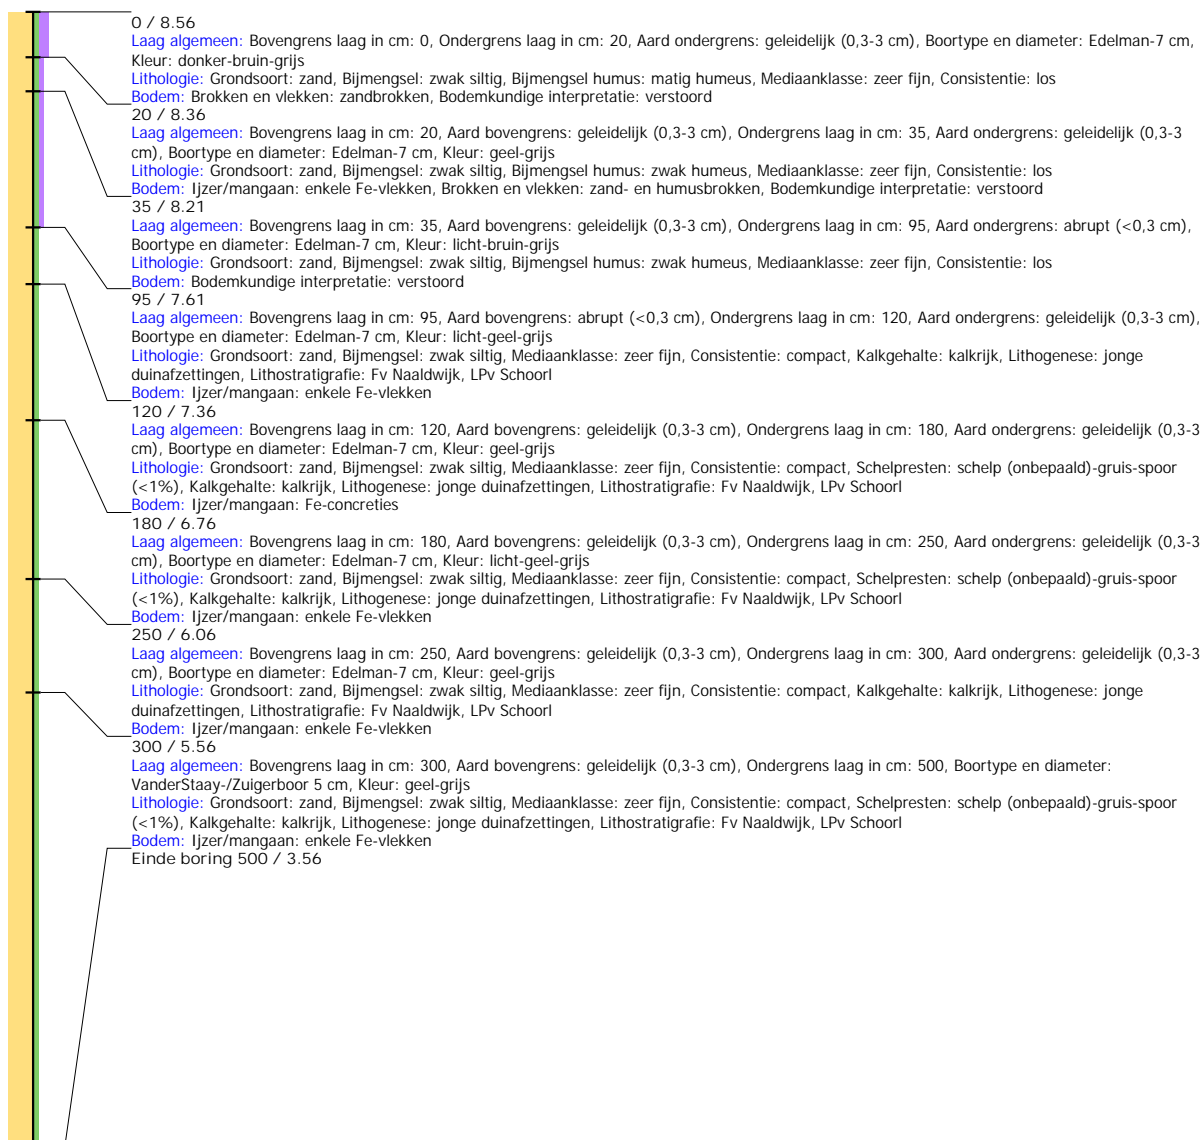 0 / 8.56
Laag algemeen: Bovengrens laag in cm: 0, Ondergrens laag in cm: 20, Aard ondergrens: geleidelijk (0,3-3 cm), Boortype en diameter: Edelman-7 cm,
Kleur: donker-bruin-grijs
Lithologie: Grondsoort: zand, Bijmengsel: zwak siltig, Bijmengsel humus: matig humeus, Mediaanklasse: zeer fijn, Consistentie: los
Bodem: Brokken en vlekken: zandbrokken, Bodemkundige interpretatie: verstoord
20 / 8.36
Laag algemeen: Bovengrens laag in cm: 20, Aard bovengrens: geleidelijk (0,3-3 cm), Ondergrens laag in cm: 35, Aard ondergrens: geleidelijk (0,3-3
cm), Boortype en diameter: Edelman-7 cm, Kleur: geel-grijs
Lithologie: Grondsoort: zand, Bijmengsel: zwak siltig, Bijmengsel humus: zwak humeus, Mediaanklasse: zeer fijn, Consistentie: los
Bodem: Ijzer/mangaan: enkele Fe-vlekken, Brokken en vlekken: zand- en humusbrokken, Bodemkundige interpretatie: verstoord
35 / 8.21
Laag algemeen: Bovengrens laag in cm: 35, Aard bovengrens: geleidelijk (0,3-3 cm), Ondergrens laag in cm: 95, Aard ondergrens: abrupt (<0,3 cm),
Boortype en diameter: Edelman-7 cm, Kleur: licht-bruin-grijs
Lithologie: Grondsoort: zand, Bijmengsel: zwak siltig, Bijmengsel humus: zwak humeus, Mediaanklasse: zeer fijn, Consistentie: los
Bodem: Bodemkundige interpretatie: verstoord
95 / 7.61
Laag algemeen: Bovengrens laag in cm: 95, Aard bovengrens: abrupt (<0,3 cm), Ondergrens laag in cm: 120, Aard ondergrens: geleidelijk (0,3-3 cm),
Boortype en diameter: Edelman-7 cm, Kleur: licht-geel-grijs
Lithologie: Grondsoort: zand, Bijmengsel: zwak siltig, Mediaanklasse: zeer fijn, Consistentie: compact, Kalkgehalte: kalkrijk, Lithogenese: jonge
duinafzettingen, Lithostratigrafie: Fv Naaldwijk, LPv Schoorl
Bodem: Ijzer/mangaan: enkele Fe-vlekken
120 / 7.36
Laag algemeen: Bovengrens laag in cm: 120, Aard bovengrens: geleidelijk (0,3-3 cm), Ondergrens laag in cm: 180, Aard ondergrens: geleidelijk (0,3-3
cm), Boortype en diameter: Edelman-7 cm, Kleur: geel-grijs
Lithologie: Grondsoort: zand, Bijmengsel: zwak siltig, Mediaanklasse: zeer fijn, Consistentie: compact, Schelpresten: schelp (onbepaald)-gruis-spoor
(<1%), Kalkgehalte: kalkrijk, Lithogenese: jonge duinafzettingen, Lithostratigrafie: Fv Naaldwijk, LPv Schoorl
Bodem: Ijzer/mangaan: Fe-concreties
180 / 6.76
Laag algemeen: Bovengrens laag in cm: 180, Aard bovengrens: geleidelijk (0,3-3 cm), Ondergrens laag in cm: 250, Aard ondergrens: geleidelijk (0,3-3
cm), Boortype en diameter: Edelman-7 cm, Kleur: licht-geel-grijs
Lithologie: Grondsoort: zand, Bijmengsel: zwak siltig, Mediaanklasse: zeer fijn, Consistentie: compact, Schelpresten: schelp (onbepaald)-gruis-spoor
(<1%), Kalkgehalte: kalkrijk, Lithogenese: jonge duinafzettingen, Lithostratigrafie: Fv Naaldwijk, LPv Schoorl
Bodem: Ijzer/mangaan: enkele Fe-vlekken
250 / 6.06
Laag algemeen: Bovengrens laag in cm: 250, Aard bovengrens: geleidelijk (0,3-3 cm), Ondergrens laag in cm: 300, Aard ondergrens: geleidelijk (0,3-3
cm), Boortype en diameter: Edelman-7 cm, Kleur: geel-grijs
Lithologie: Grondsoort: zand, Bijmengsel: zwak siltig, Mediaanklasse: zeer fijn, Consistentie: compact, Kalkgehalte: kalkrijk, Lithogenese: jonge
duinafzettingen, Lithostratigrafie: Fv Naaldwijk, LPv Schoorl
Bodem: Ijzer/mangaan: enkele Fe-vlekken
300 / 5.56
Laag algemeen: Bovengrens laag in cm: 300, Aard bovengrens: geleidelijk (0,3-3 cm), Ondergrens laag in cm: 500, Boortype en diameter:
VanderStaay-/Zuigerboor 5 cm, Kleur: geel-grijs
Lithologie: Grondsoort: zand, Bijmengsel: zwak siltig, Mediaanklasse: zeer fijn, Consistentie: compact, Schelpresten: schelp (onbepaald)-gruis-spoor
(<1%), Kalkgehalte: kalkrijk, Lithogenese: jonge duinafzettingen, Lithostratigrafie: Fv Naaldwijk, LPv Schoorl
Bodem: Ijzer/mangaan: enkele Fe-vlekken
Einde boring 500 / 3.56